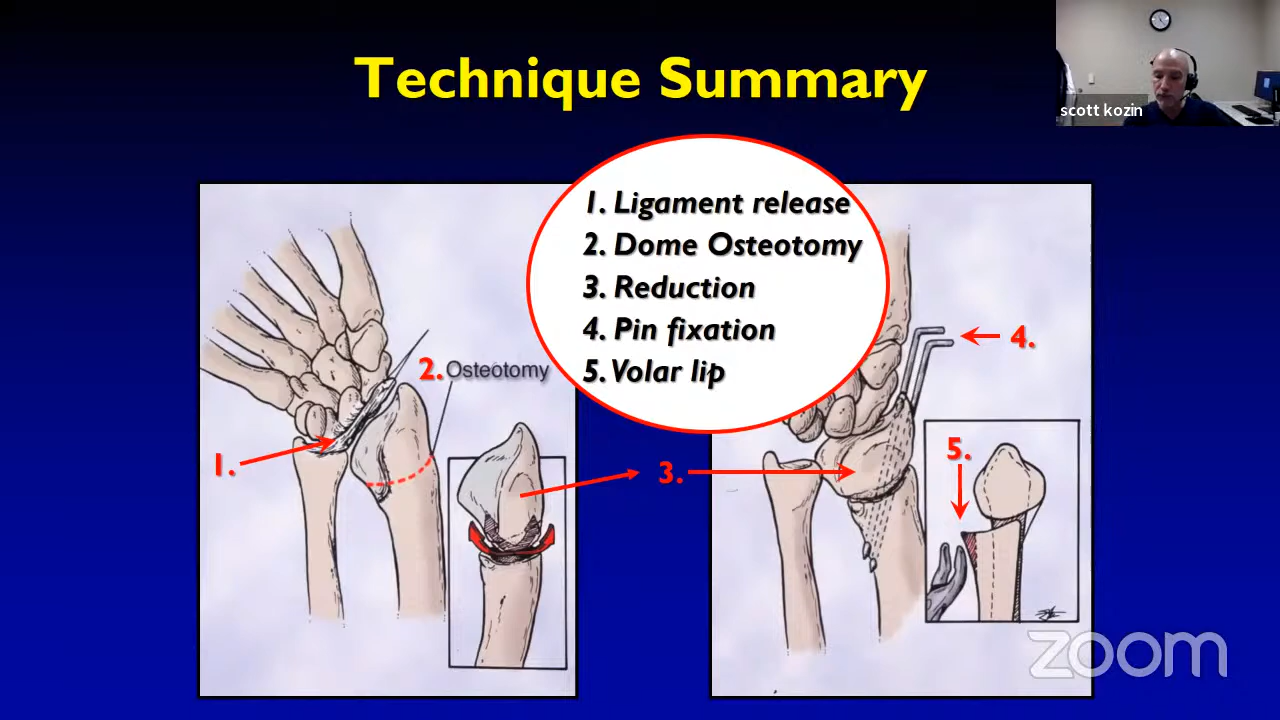 Technique Summary
scott kozin
1. Ligament release
2. Dome Osteotomy
3. Reduction
4. Pin fixation
5. Volar lip
4.
2. Osteotomy
1.
3.
5.
zoom